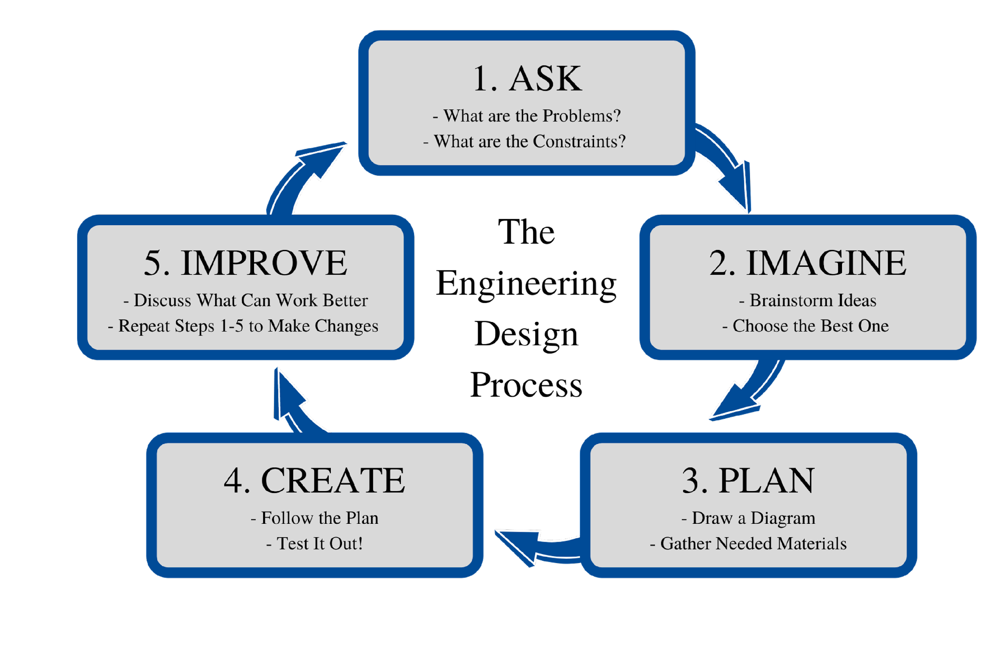 1. ASK
- What are the Problems?
- What are the Constraints?
The
Engineering
Design
Process
2. IMAGINE
- Brainstorm Ideas
- Choose the Best One
3. PLAN
- Draw a Diagram
- Gather Needed Materials
4. CREATE
- Follow the Plan
- Test It Out!
5. IMPROVE
- Discuss What Can Work Better
- Repeat Steps 1-5 to Make Changes